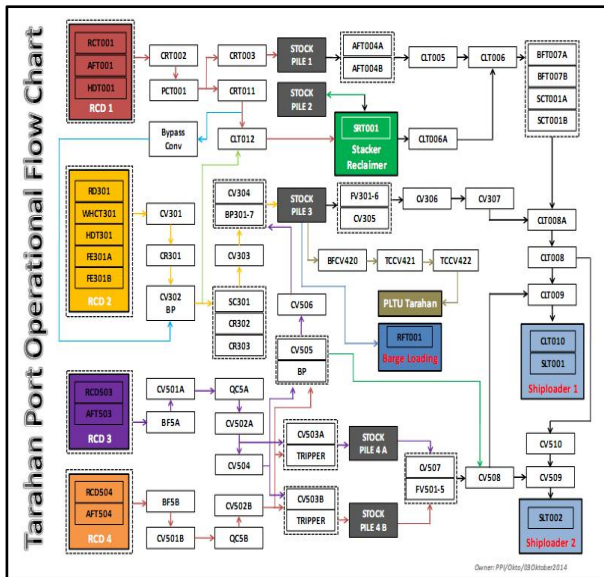 Tarahan Port Operational Flow Chart
RCT001
AFT001
HDT001
RCD 1
CRT002
PCT001
CRT003
CRT011
CLT012
Bypass
Conv
STOCK
PILE 1
STOCK
PILE 2
AFT004A
AFT004B
CLT005
CLT006
SRT001
Stacker
Reclaimer
CLT006A
BFT007A
BFT007B
SCT001A
SCT001B
RD301
WHCT301
HDT301
FE301A
FE301B
RCD 2
CV301
CR301
CV302
BP
CV304
BP301-7
CV303
SC301
CR302
CR303
STOCK
PILE 3
FV301-6
CV305
CV306
CV307
CLT008A
CLT008
CLT009
BFCV420
TCCV421
TCCV422
PLTU Tarahan
RFT001
Barge Loading
CLT010
SLT001
Shiploader 1
CV506
CV505
BP
RCD503
AFT503
RCD 3
CV501A
BF5A
QC5A
CV502A
CV504
CV503A
TRIPPER
STOCK
PILE 4 A
CV507
FV501-5
CV508
CV510
CV509
RCD504
AFT504
RCD 4
BF5B
CV501B
CV502B
QC5B
CV503B
TRIPPER
STOCK
PILE 4 B
SLT002
Shiploader 2
Owner: PPI/Okto/03Oktober2014